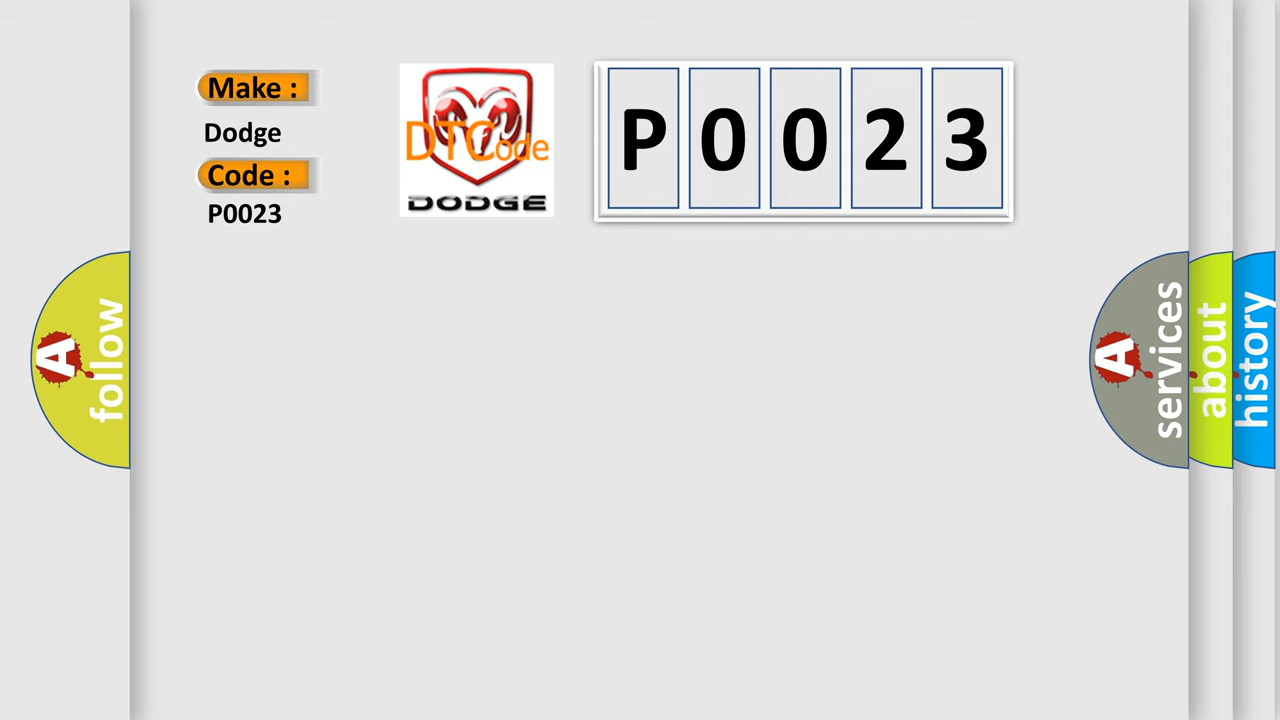 Make :
Dodge
Code :
P0023
DTCode
DODGE
P0023
A follow
A services
about
history